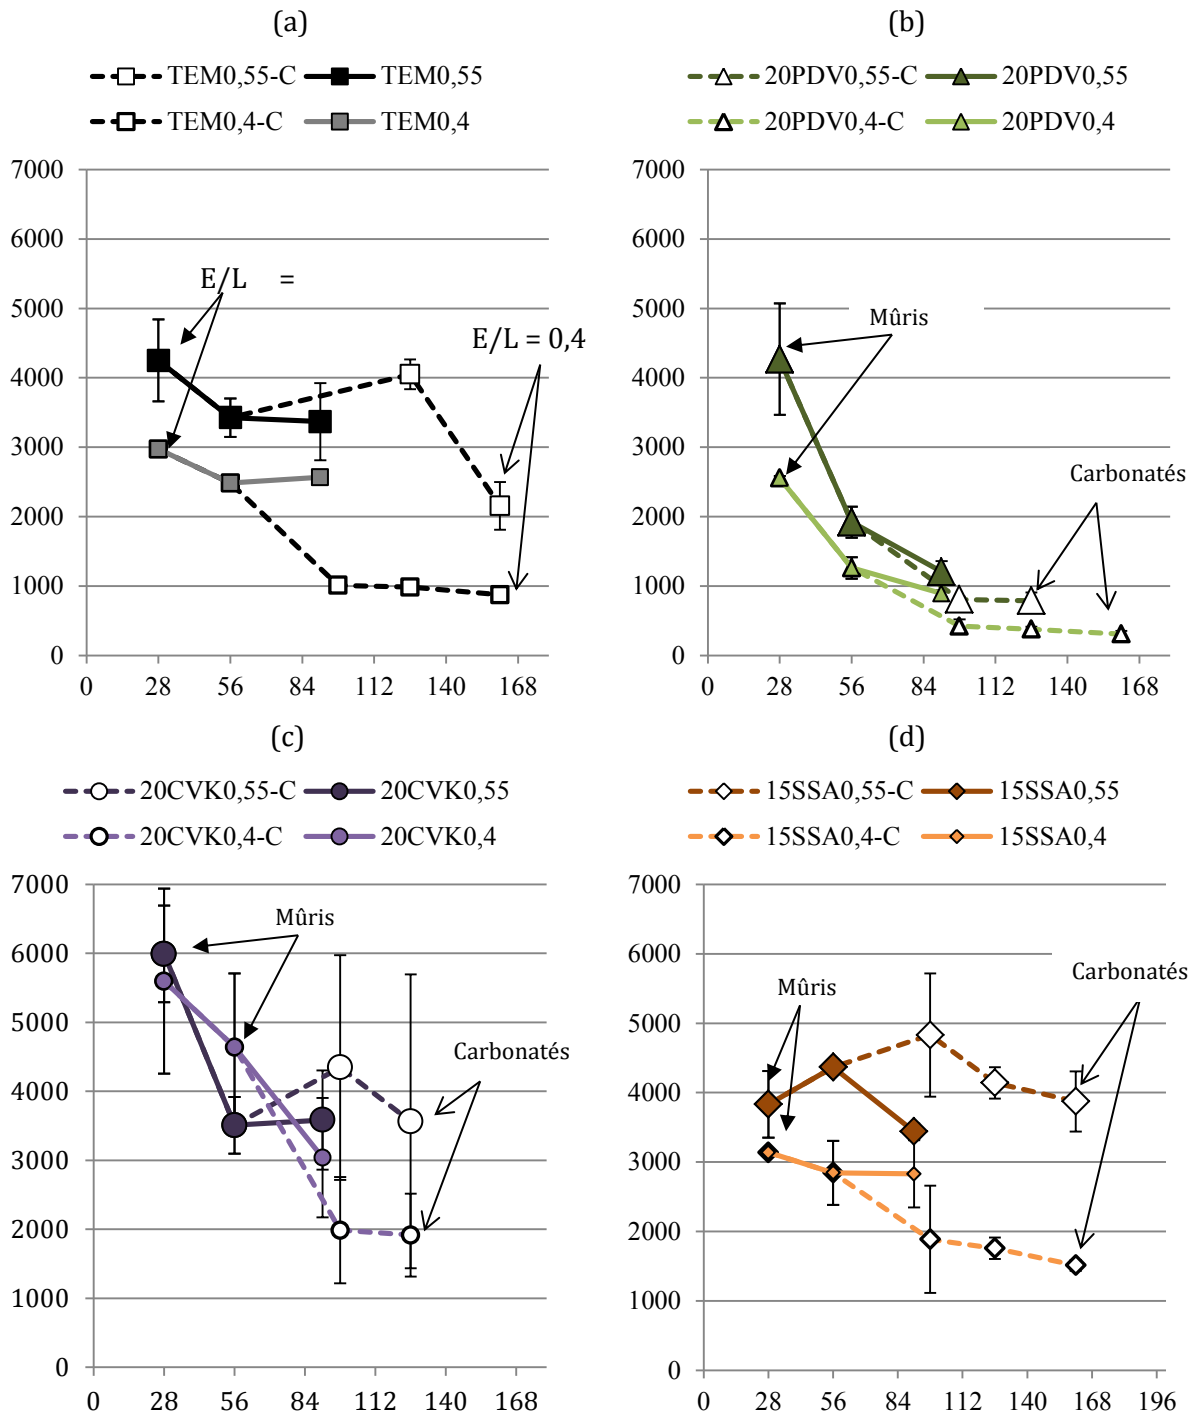 (a)
TEM0,55-C TEM0,55
TEM0,4-C TEM0,4
7000
6000
5000
4000
3000
2000
1000
0
E/L =
E/L = 0,4
0 28 56 84 112 140 168
(b)
20PDV0,55-C 20PDV0,55
20PDV0,4-C 20PDV0,4
7000
6000
5000
4000
3000
2000
1000
0
Mûris
Carbonatés
0 28 56 84 112 140 168
(c)
20CVK0,55-C 20CVK0,55
20CVK0,4-C 20CVK0,4
7000
6000
5000
4000
3000
2000
1000
0
Mûris
Carbonatés
0 28 56 84 112 140 168
(d)
15SSA0,55-C 15SSA0,55
15SSA0,4-C 15SSA0,4
7000
6000
5000
4000
3000
2000
1000
0
Mûris
Carbonatés
0 28 56 84 112 140 168 196